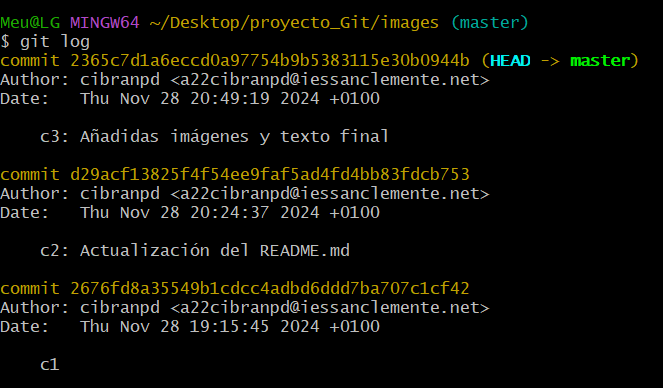 Meu@LG MINGW64 ~/Desktop/proyecto_Git/images (master)
$ git log
commit 2365c7d1a6eccd0a97754b9b5383115e30b0944b (HEAD -> master)
Author: cibranpd <a22cibranpd@iessanclemente.net>
Date:   Thu Nov 28 20:49:19 2024 +0100
    c3: Añadidas imágenes y texto final
commit d29acf13825f4f54ee9faf5ad4fd4bb83fdcb753
Author: cibranpd <a22cibranpd@iessanclemente.net>
Date:   Thu Nov 28 20:24:37 2024 +0100
    c2: Actualización del README.md
commit 2676fd8a35549b1cdcc4adbd6ddd7ba707c1cf42
Author: cibranpd <a22cibranpd@iessanclemente.net>
Date:   Thu Nov 28 19:15:45 2024 +0100
    c1